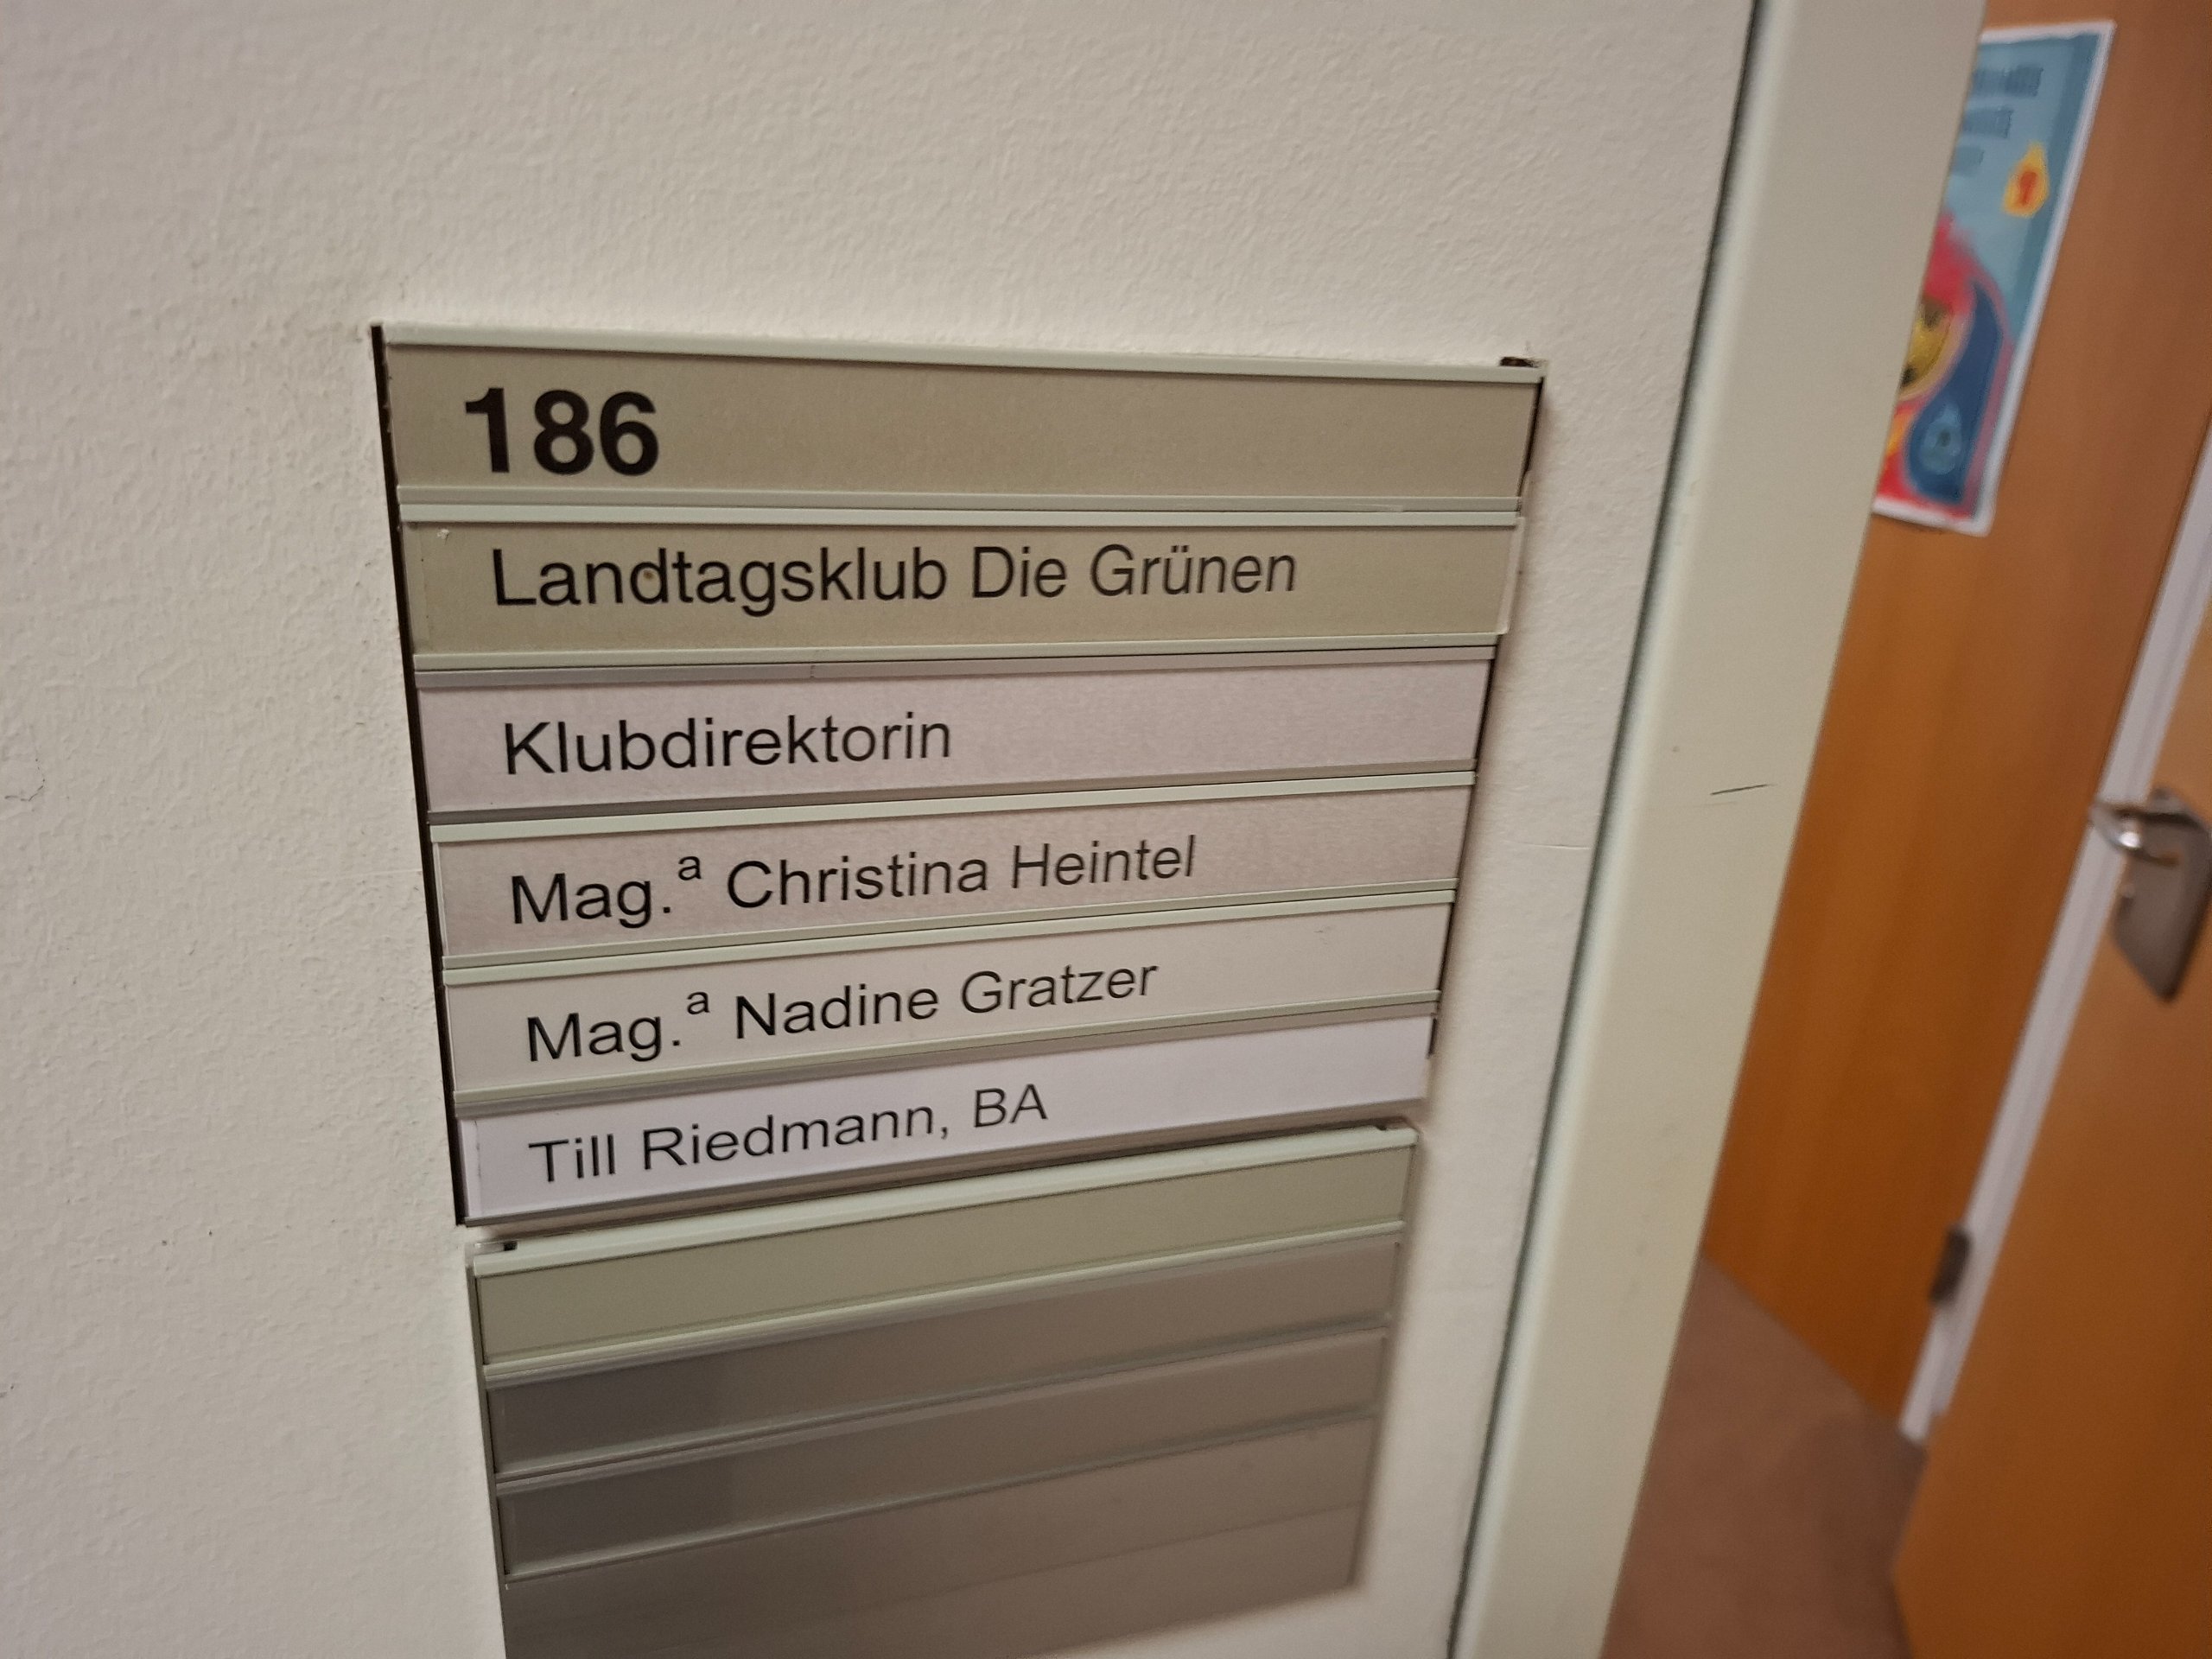 186
Landtagsklub Die Grünen
Klubdirektorin
Mag.ª Christina Heintel
Mag.ª Nadine Gratzer
Till Riedmann, BA